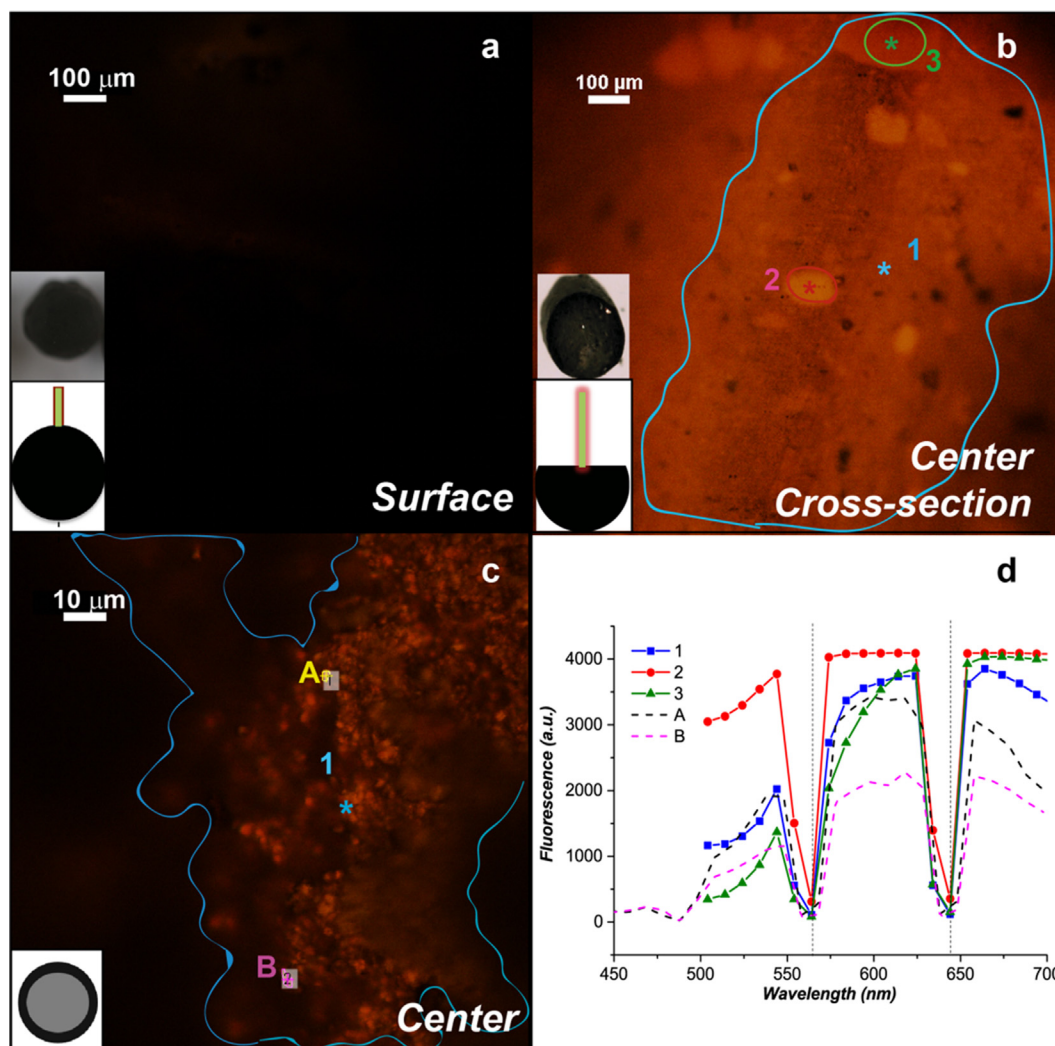 a
100 μm
Surface
b
100 μm
* 3
1
*
2 *
Center
Cross-section
c
10 μm
A 1
1
*
B 2
Center
d
Fluorescence (a.u.)
4000
3000
2000
1000
0
1
2
3
A
B
450 500 550 600 650 700
Wavelength (nm)